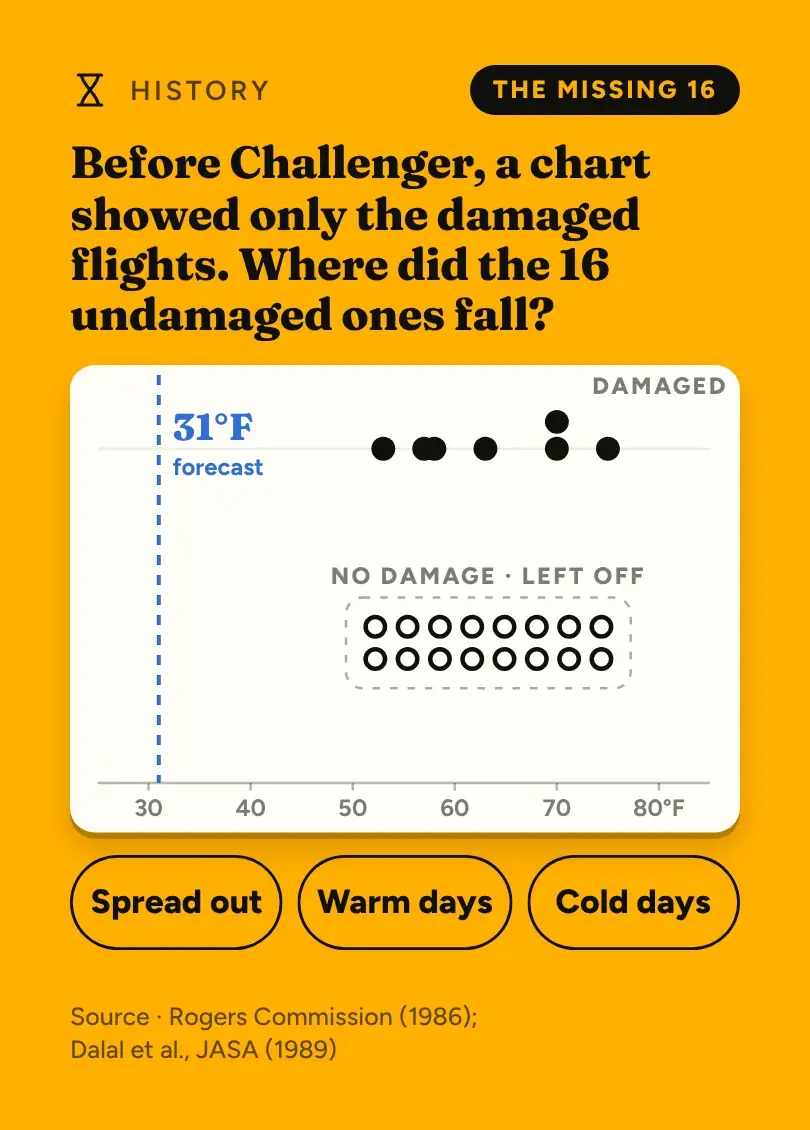 HISTORY
THE MISSING 16
Before Challenger, a chart
showed only the damaged
flights. Where did the 16
undamaged ones fall?
DAMAGED
31°F
forecast
NO DAMAGE · LEFT OFF
30 40 50 60 70 80°F
Spread out
Warm days
Cold days
Source · Rogers Commission (1986);
Dalal et al., JASA (1989)